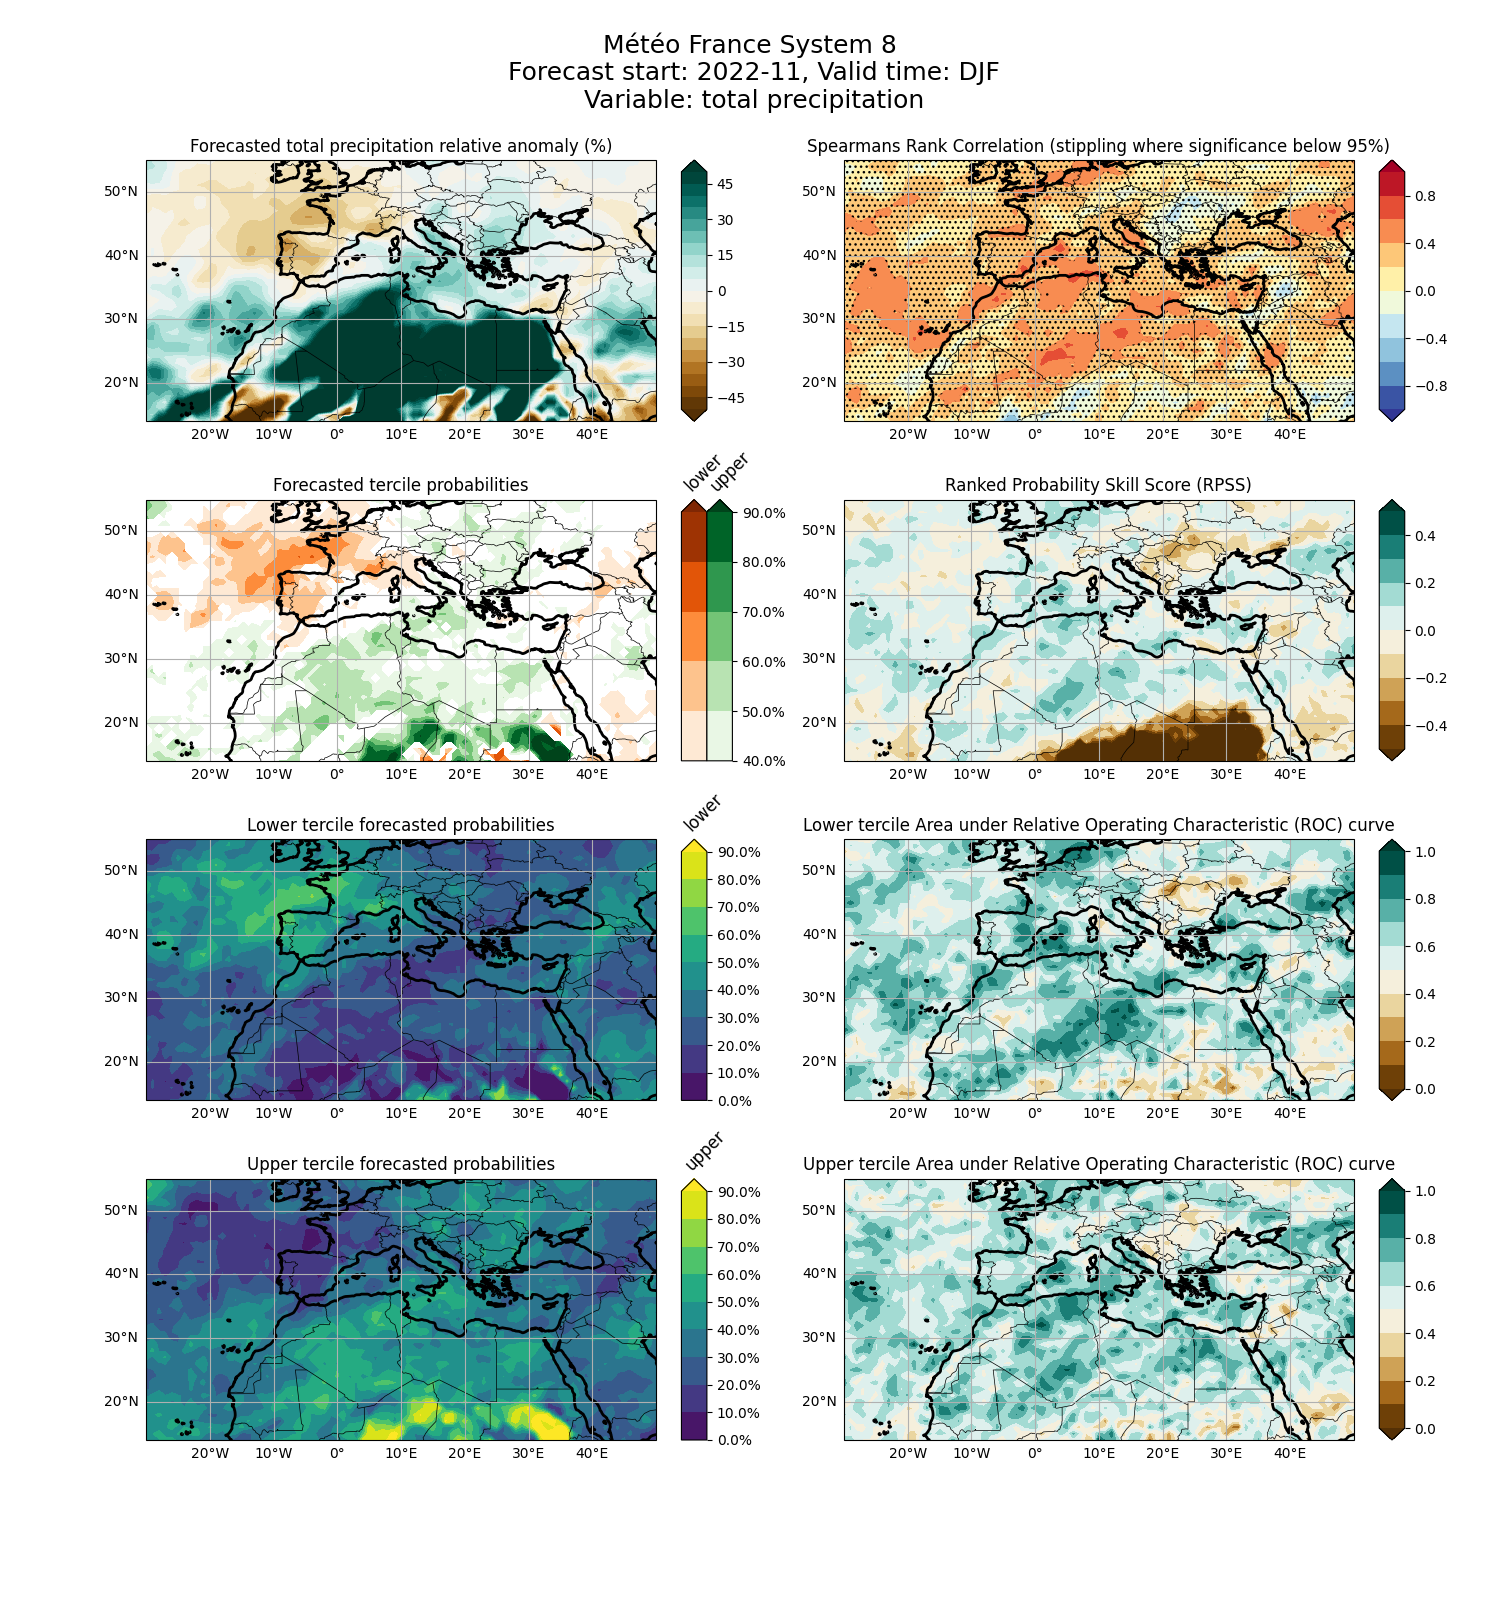 Météo France System 8
Forecast start: 2022-11, Valid time: DJF
Variable: total precipitation
Forecasted total precipitation relative anomaly (%)
50°N
40°N
30°N
20°N
20°W 10°W 0° 10°E 20°E 30°E 40°E
45
30
15
0
−15
−30
−45
Spearmans Rank Correlation (stippling where significance below 95%)
50°N
40°N
30°N
20°N
20°W 10°W 0° 10°E 20°E 30°E 40°E
0.8
0.4
0.0
−0.4
−0.8
Forecasted tercile probabilities
50°N
40°N
30°N
20°N
20°W 10°W 0° 10°E 20°E 30°E 40°E
lower
upper
90.0%
80.0%
70.0%
60.0%
50.0%
40.0%
Ranked Probability Skill Score (RPSS)
50°N
40°N
30°N
20°N
20°W 10°W 0° 10°E 20°E 30°E 40°E
0.4
0.2
0.0
−0.2
−0.4
Lower tercile forecasted probabilities
50°N
40°N
30°N
20°N
20°W 10°W 0° 10°E 20°E 30°E 40°E
lower
90.0%
80.0%
70.0%
60.0%
50.0%
40.0%
30.0%
20.0%
10.0%
0.0%
Lower tercile Area under Relative Operating Characteristic (ROC) curve
50°N
40°N
30°N
20°N
20°W 10°W 0° 10°E 20°E 30°E 40°E
1.0
0.8
0.6
0.4
0.2
0.0
Upper tercile forecasted probabilities
50°N
40°N
30°N
20°N
20°W 10°W 0° 10°E 20°E 30°E 40°E
upper
90.0%
80.0%
70.0%
60.0%
50.0%
40.0%
30.0%
20.0%
10.0%
0.0%
Upper tercile Area under Relative Operating Characteristic (ROC) curve
50°N
40°N
30°N
20°N
20°W 10°W 0° 10°E 20°E 30°E 40°E
1.0
0.8
0.6
0.4
0.2
0.0